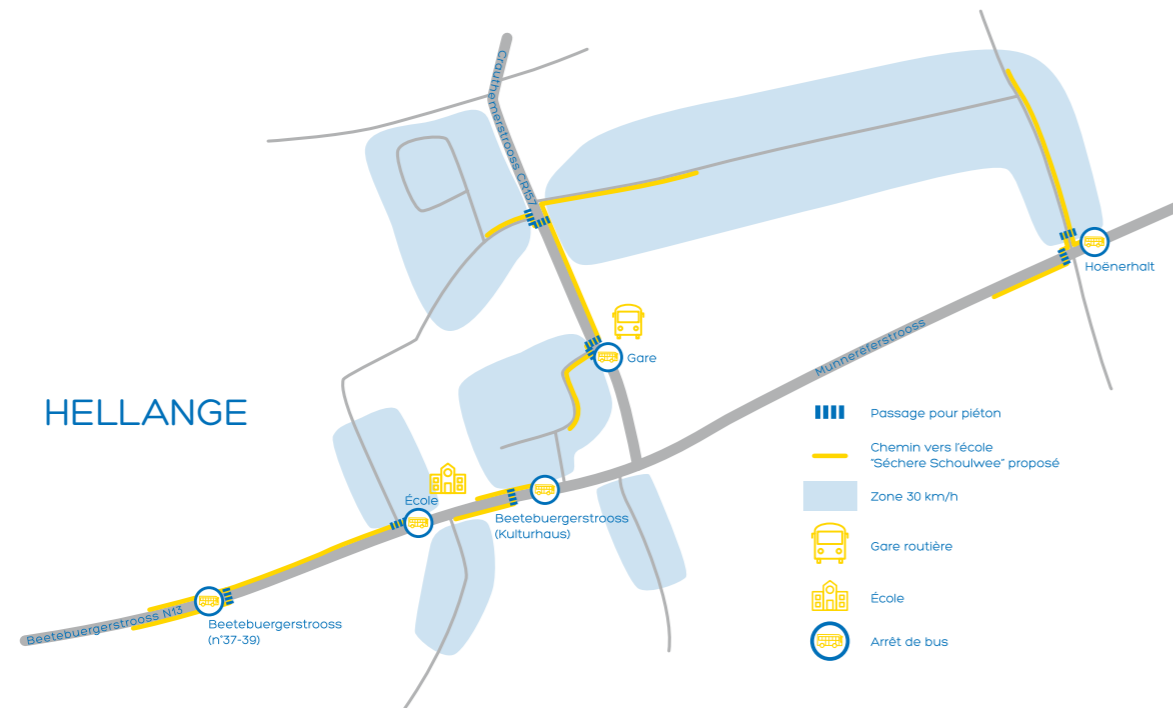 Crauthemerstrooss CR157
Hoënerhalt
Gare
Munnereferstrooss
HELLANGE
École
Beetebuergerstrooss
(Kulturhaus)
Beetebuergerstrooss N13
Beetebuergerstrooss
(n°37-39)
Passage pour piéton
Chemin vers l'école
"Séchere Schoulwee" proposé
Zone 30 km/h
Gare routière
École
Arrêt de bus